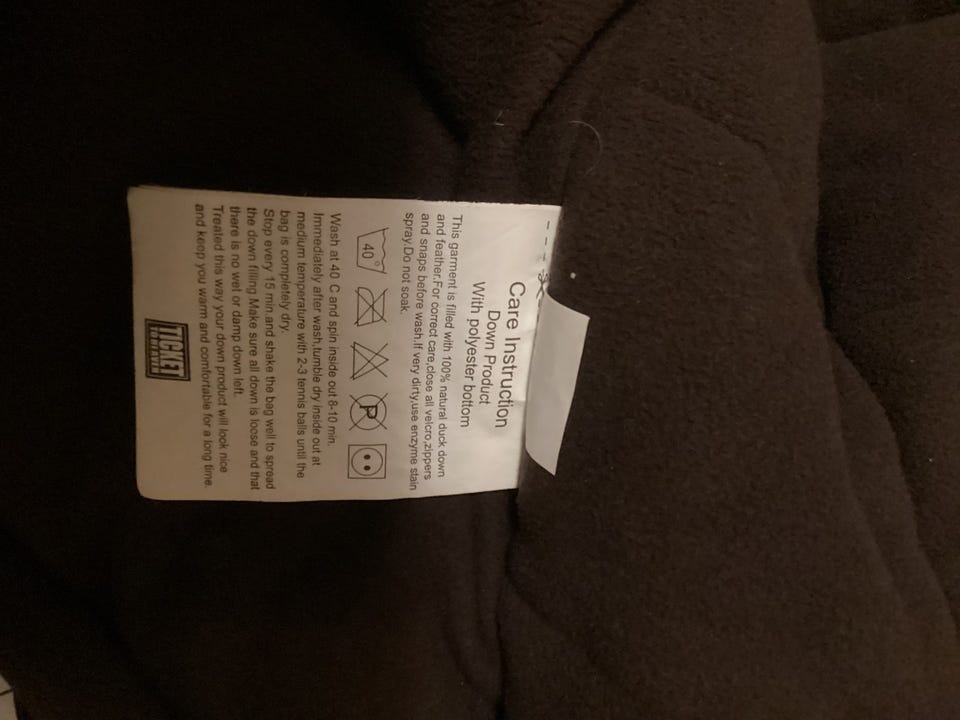 Care Instruction
Down Product
With polyester bottom
This garment is filled with 100% natural duck down
and feather.For correct care,close all velcro,zippers
and snaps before wash.If very dirty,use enzyme stain
spray.Do not soak.
40
P
Wash at 40 C and spin inside out 8-10 min.
Immediately after wash,tumble dry inside out at
medium temperature with 2-3 tennis balls until the
bag is completely dry.
Stop every 15 min.and shake the bag well to spread
the down filling Make sure all down is loose and that
there is no wet or damp down left.
Treated this way your down product will look nice
and keep you warm and comfortable for a long time.
TICKET
TO HEAVEN